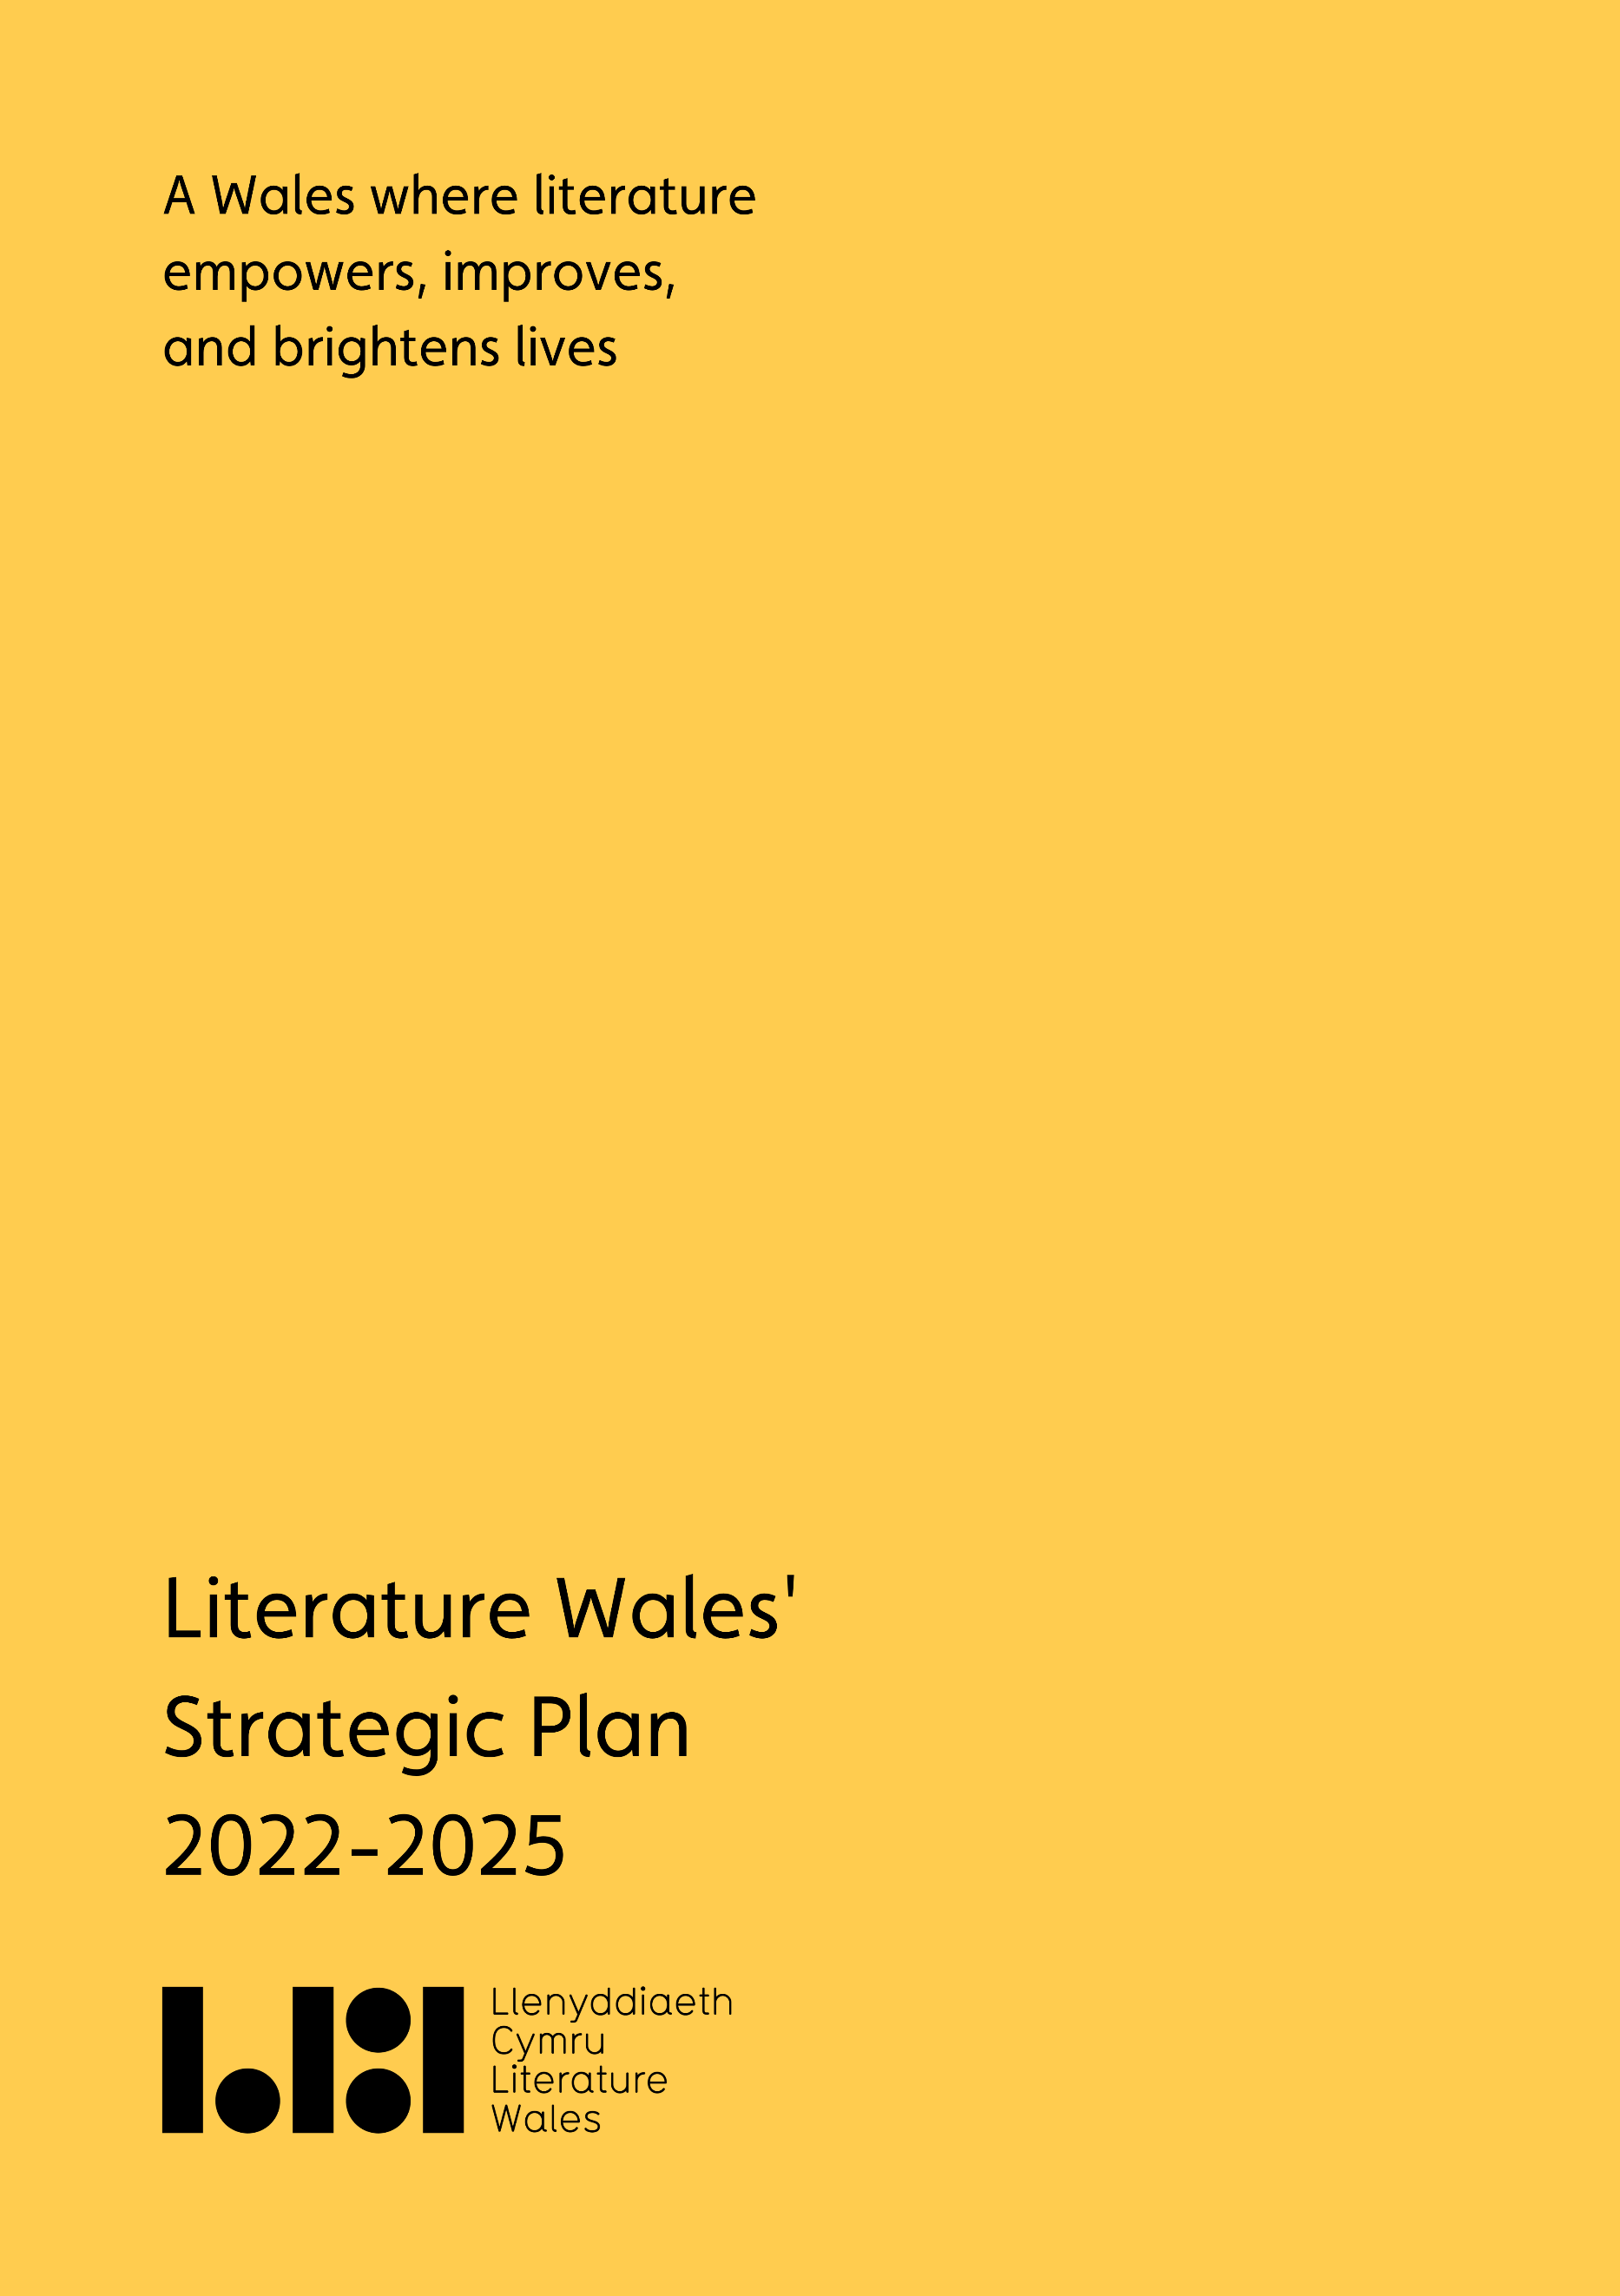 A Wales where literature
empowers, improves,
and brightens lives
Literature Wales'
Strategic Plan
2022-2025
Llenyddiaeth
Cymru
Literature
Wales